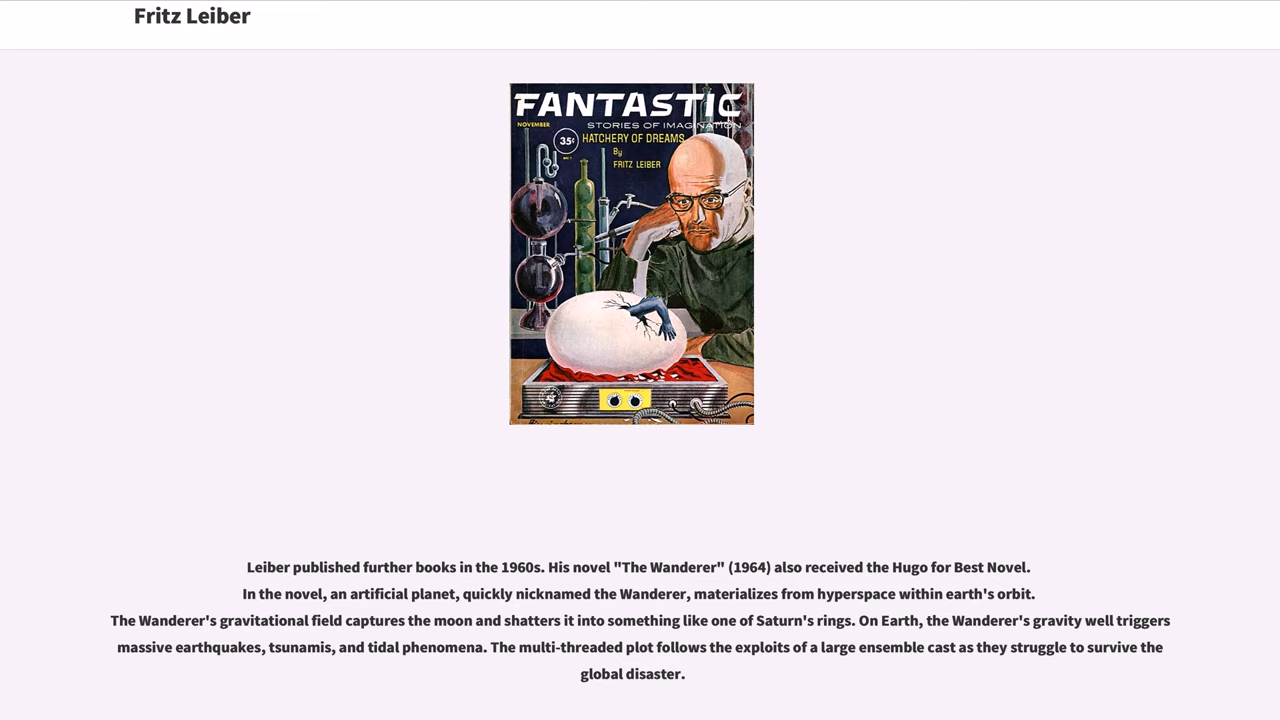 Fritz Leiber
FANTASTIC
NOVEMBER
STORIES OF IMAGINATION
35¢
HATCHERY OF DREAMS
By
FRITZ LEIBER
Leiber published further books in the 1960s. His novel "The Wanderer" (1964) also received the Hugo for Best Novel.
In the novel, an artificial planet, quickly nicknamed the Wanderer, materializes from hyperspace within earth's orbit.
The Wanderer's gravitational field captures the moon and shatters it into something like one of Saturn's rings. On Earth, the Wanderer's gravity well triggers
massive earthquakes, tsunamis, and tidal phenomena. The multi-threaded plot follows the exploits of a large ensemble cast as they struggle to survive the
global disaster.